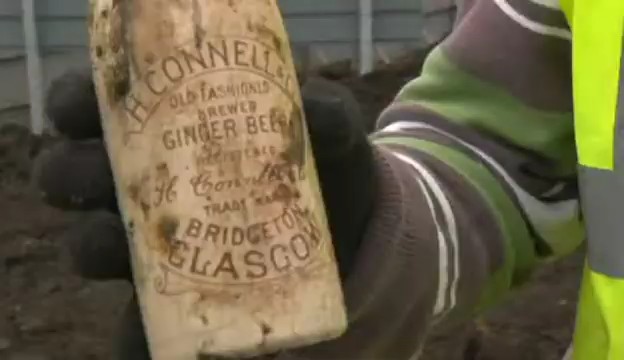 H. CONNELL & C
OLD FASHIONED
BREWED
GINGER BEER
H Connell
TRADE MARK
BRIDGETON
GLASGOW